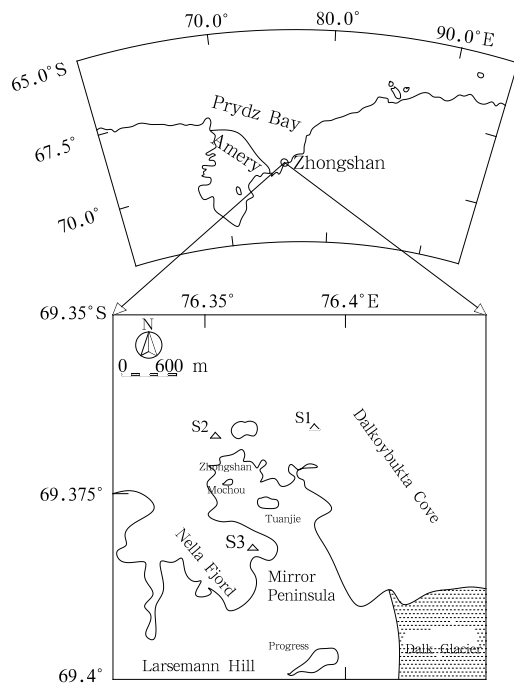 70.0°
80.0°
90.0°E
65.0°S
67.5°
70.0°
Prydz Bay
Amery
Zhongshan
76.35°
76.4°E
69.35°S
69.375°
69.4°
N
0 600 m
S2
S1
Dalkoybukta Cove
Zhongshan
Mochou
Tuanjie
S3
Nella Fjord
Mirror
Peninsula
Progress
Dalk Glacier
Larsemann Hill